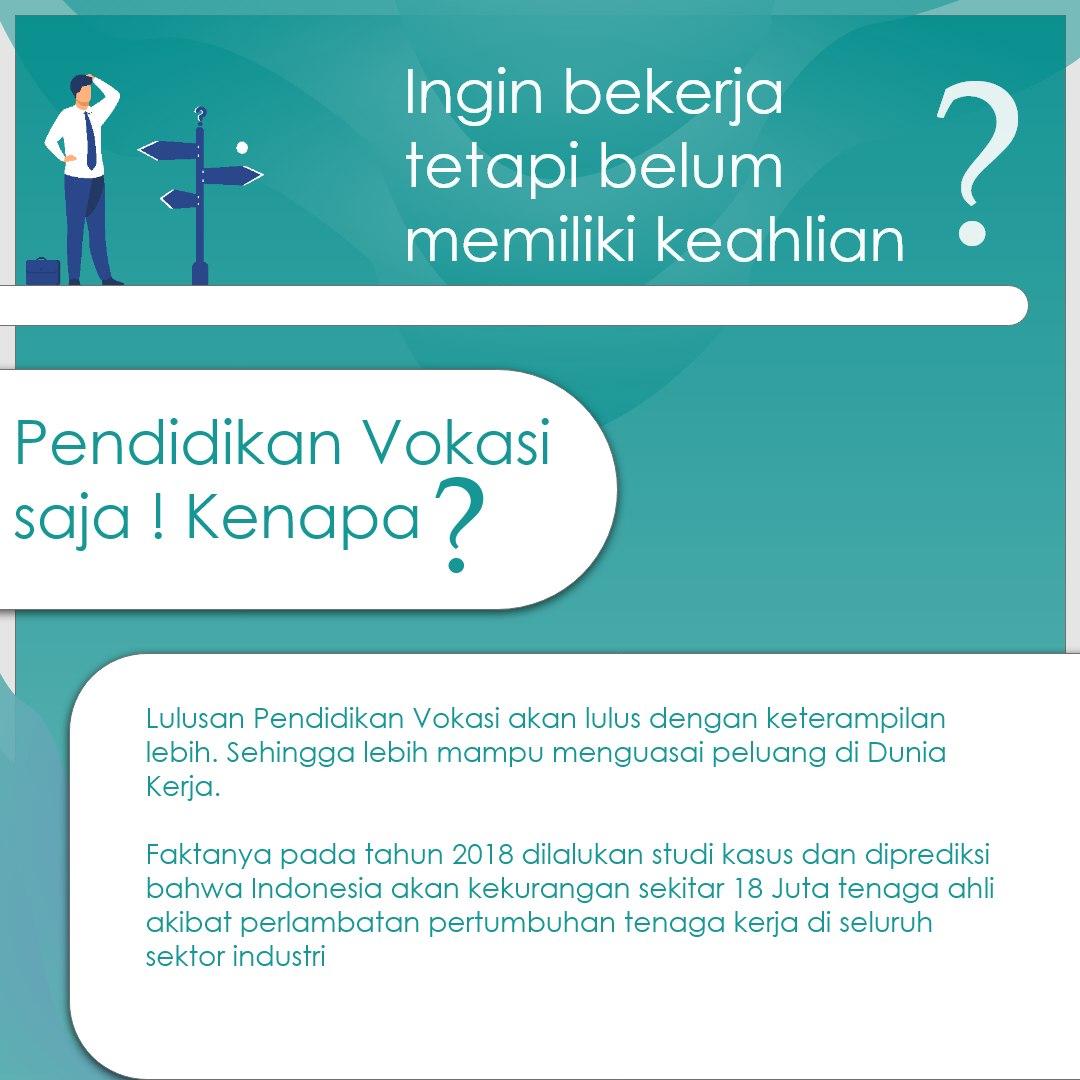 Ingin bekerja
tetapi belum
memiliki keahlian ?
?
Pendidikan Vokasi
saja ! Kenapa ?
Lulusan Pendidikan Vokasi akan lulus dengan keterampilan
lebih. Sehingga lebih mampu menguasai peluang di Dunia
Kerja.
Faktanya pada tahun 2018 dilalukan studi kasus dan diprediksi
bahwa Indonesia akan kekurangan sekitar 18 Juta tenaga ahli
akibat perlambatan pertumbuhan tenaga kerja di seluruh
sektor industri